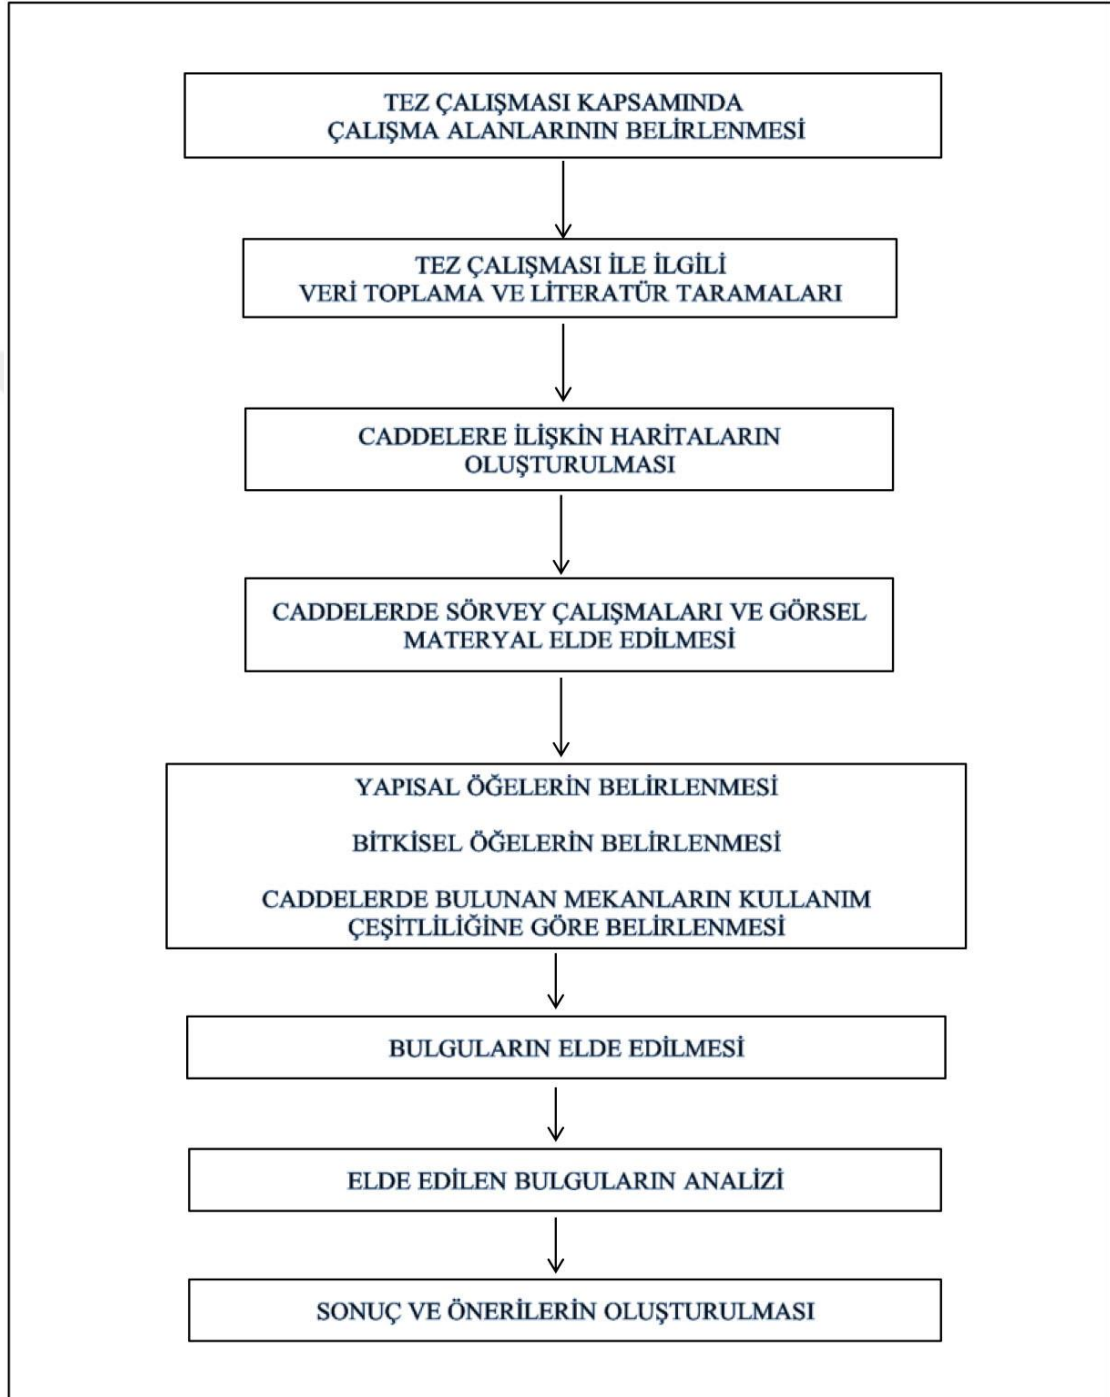 TEZ ÇALIŞMASI KAPSAMINDA
ÇALIŞMA ALANLARININ BELİRLENMESİ
TEZ ÇALIŞMASI İLE İLGİLİ
VERİ TOPLAMA VE LİTERATÜR TARAMALARI
CADDELERE İLİŞKİN HARİTALARIN
OLUŞTURULMASI
CADDELERDE SÖRVEY ÇALIŞMALARI VE GÖRSEL
MATERYAL ELDE EDİLMESİ
YAPISAL ÖĞELERİN BELİRLENMESİ
BİTKİSEL ÖĞELERİN BELİRLENMESİ
CADDELERDE BULUNAN MEKANLARIN KULLANIM
ÇEŞİTLİLİĞİNE GÖRE BELİRLENMESİ
BULGULARIN ELDE EDİLMESİ
ELDE EDİLEN BULGULARIN ANALİZİ
SONUÇ VE ÖNERİLERİN OLUŞTURULMASI